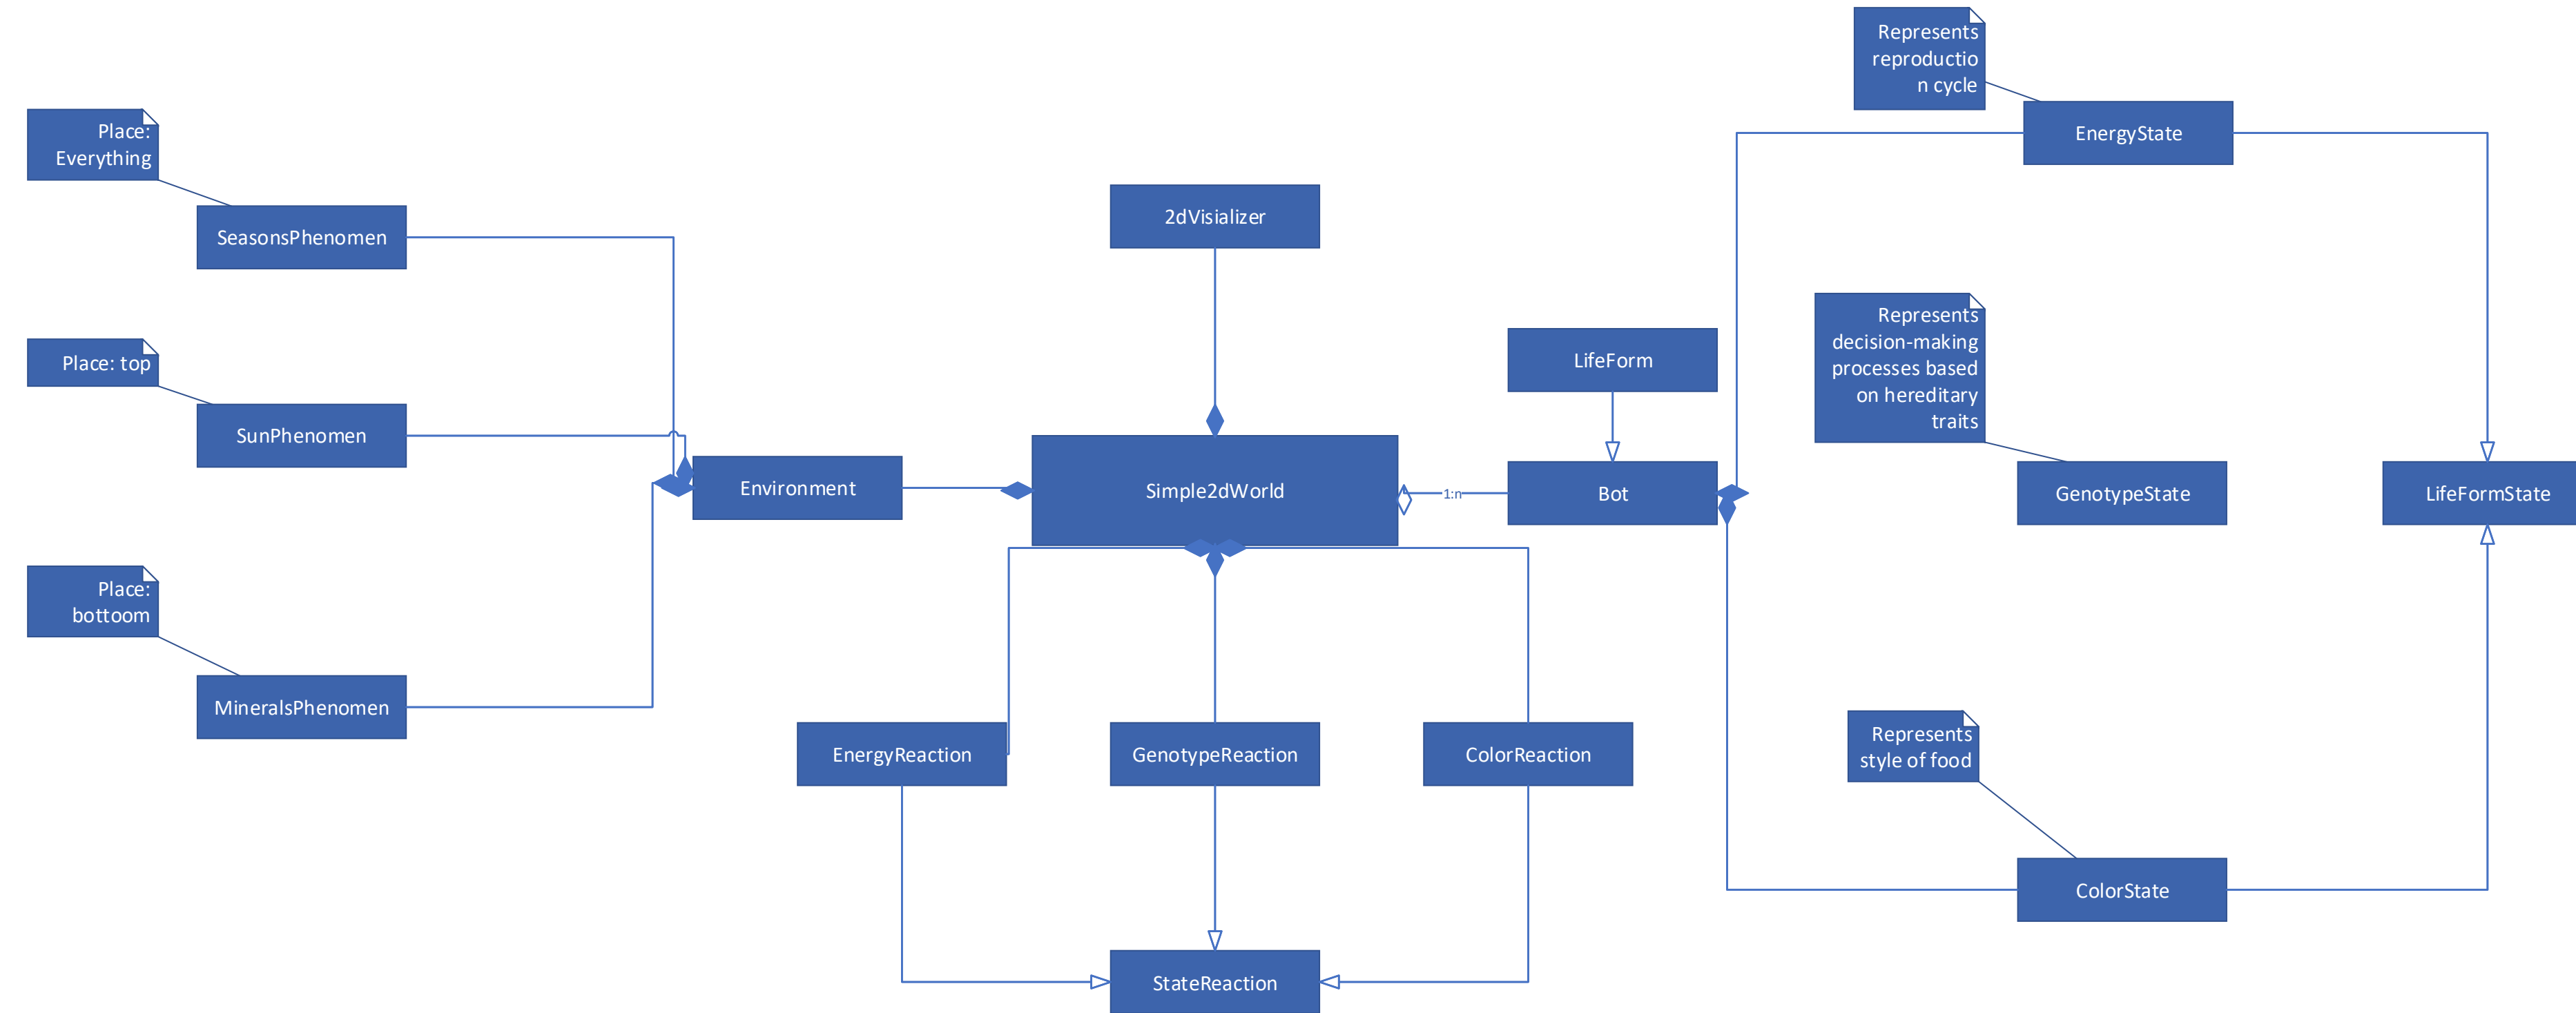 Represents
reproductio
n cycle
EnergyState
Place:
Everything
SeasonsPhenomen
2dVisializer
Represents
decision-making
processes based
on hereditary
traits
Place: top
LifeForm
SunPhenomen
Environment
Simple2dWorld
1:n
Bot
GenotypeState
LifeFormState
Place:
bottoom
MineralsPhenomen
EnergyReaction
GenotypeReaction
ColorReaction
Represents
style of food
ColorState
StateReaction